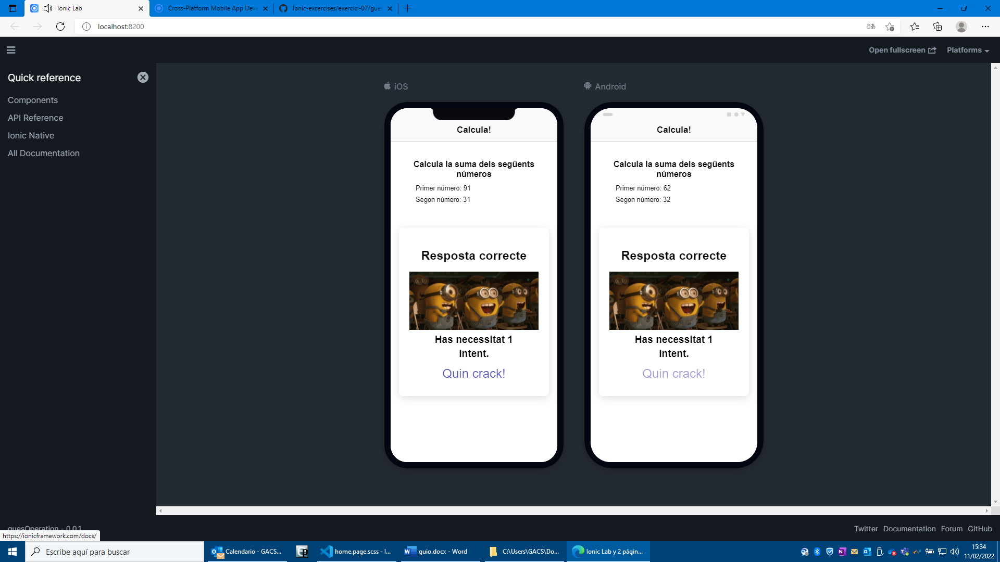 Ionic Lab
Cross-Platform Mobile App Deve
Ionic-excercises/exercici-07/gues
localhost:8200
aあ
Open fullscreen
Platforms
Quick reference
Components
API Reference
Ionic Native
All Documentation
iOS
Calcula!
Calcula la suma dels següents
números
Primer número: 91
Segon número: 31
Resposta correcte
Has necessitat 1
intent.
Quin crack!
Android
Calcula!
Calcula la suma dels següents
números
Primer número: 62
Segon número: 32
Resposta correcte
Has necessitat 1
intent.
Quin crack!
guesOperation - 0.0.1
https://ionicframework.com/docs/
Twitter Documentation Forum GitHub
Escribe aquí para buscar
Calendario - GACS...
home.page.scss - I...
guio.docx - Word
C:\Users\GACS\Do...
Ionic Lab y 2 págin...
15:34
11/02/2022